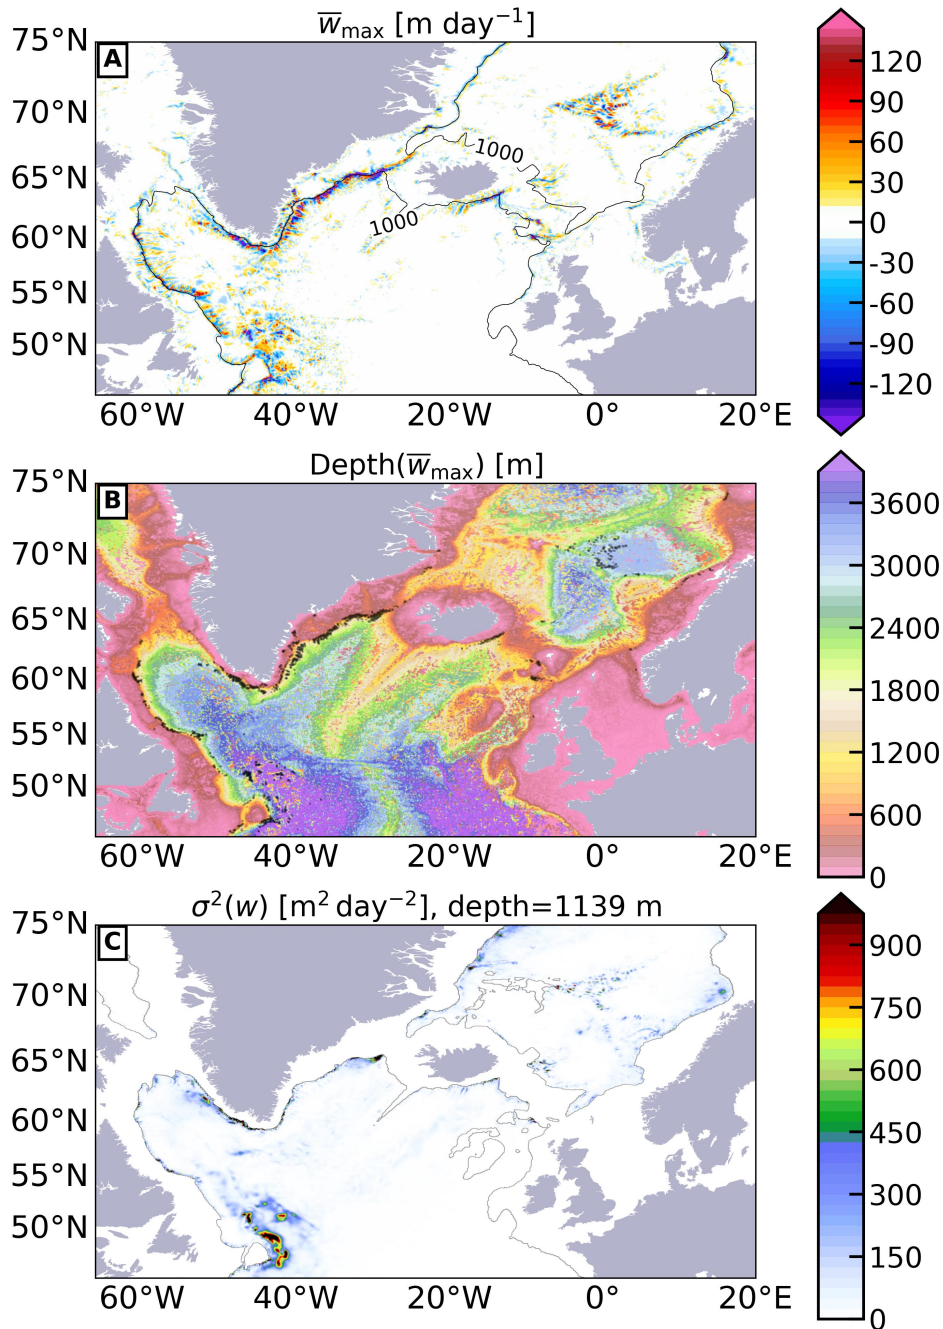 w̅max [m day⁻¹]
A
75°N
70°N
65°N
60°N
55°N
50°N
1000
1000
60°W 40°W 20°W 0° 20°E
120
90
60
30
0
-30
-60
-90
-120
Depth(w̅max) [m]
B
75°N
70°N
65°N
60°N
55°N
50°N
60°W 40°W 20°W 0° 20°E
3600
3000
2400
1800
1200
600
0
σ²(w) [m² day⁻²], depth=1139 m
C
75°N
70°N
65°N
60°N
55°N
50°N
60°W 40°W 20°W 0° 20°E
900
750
600
450
300
150
0